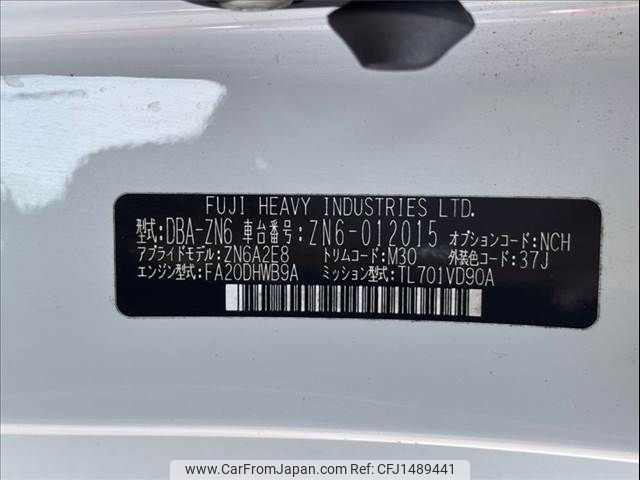 FUJI HEAVY INDUSTRIES LTD.
型式:DBA-ZN6 車台番号:ZN6-012015 オプションコード:NCH
アプライドモデル:ZN6A2E8 トリムコード:M30 外装色コード:37J
エンジン型式:FA20DHWB9A ミッション型式:TL701VD90A
www.CarFromJapan.com - CFJ1489441